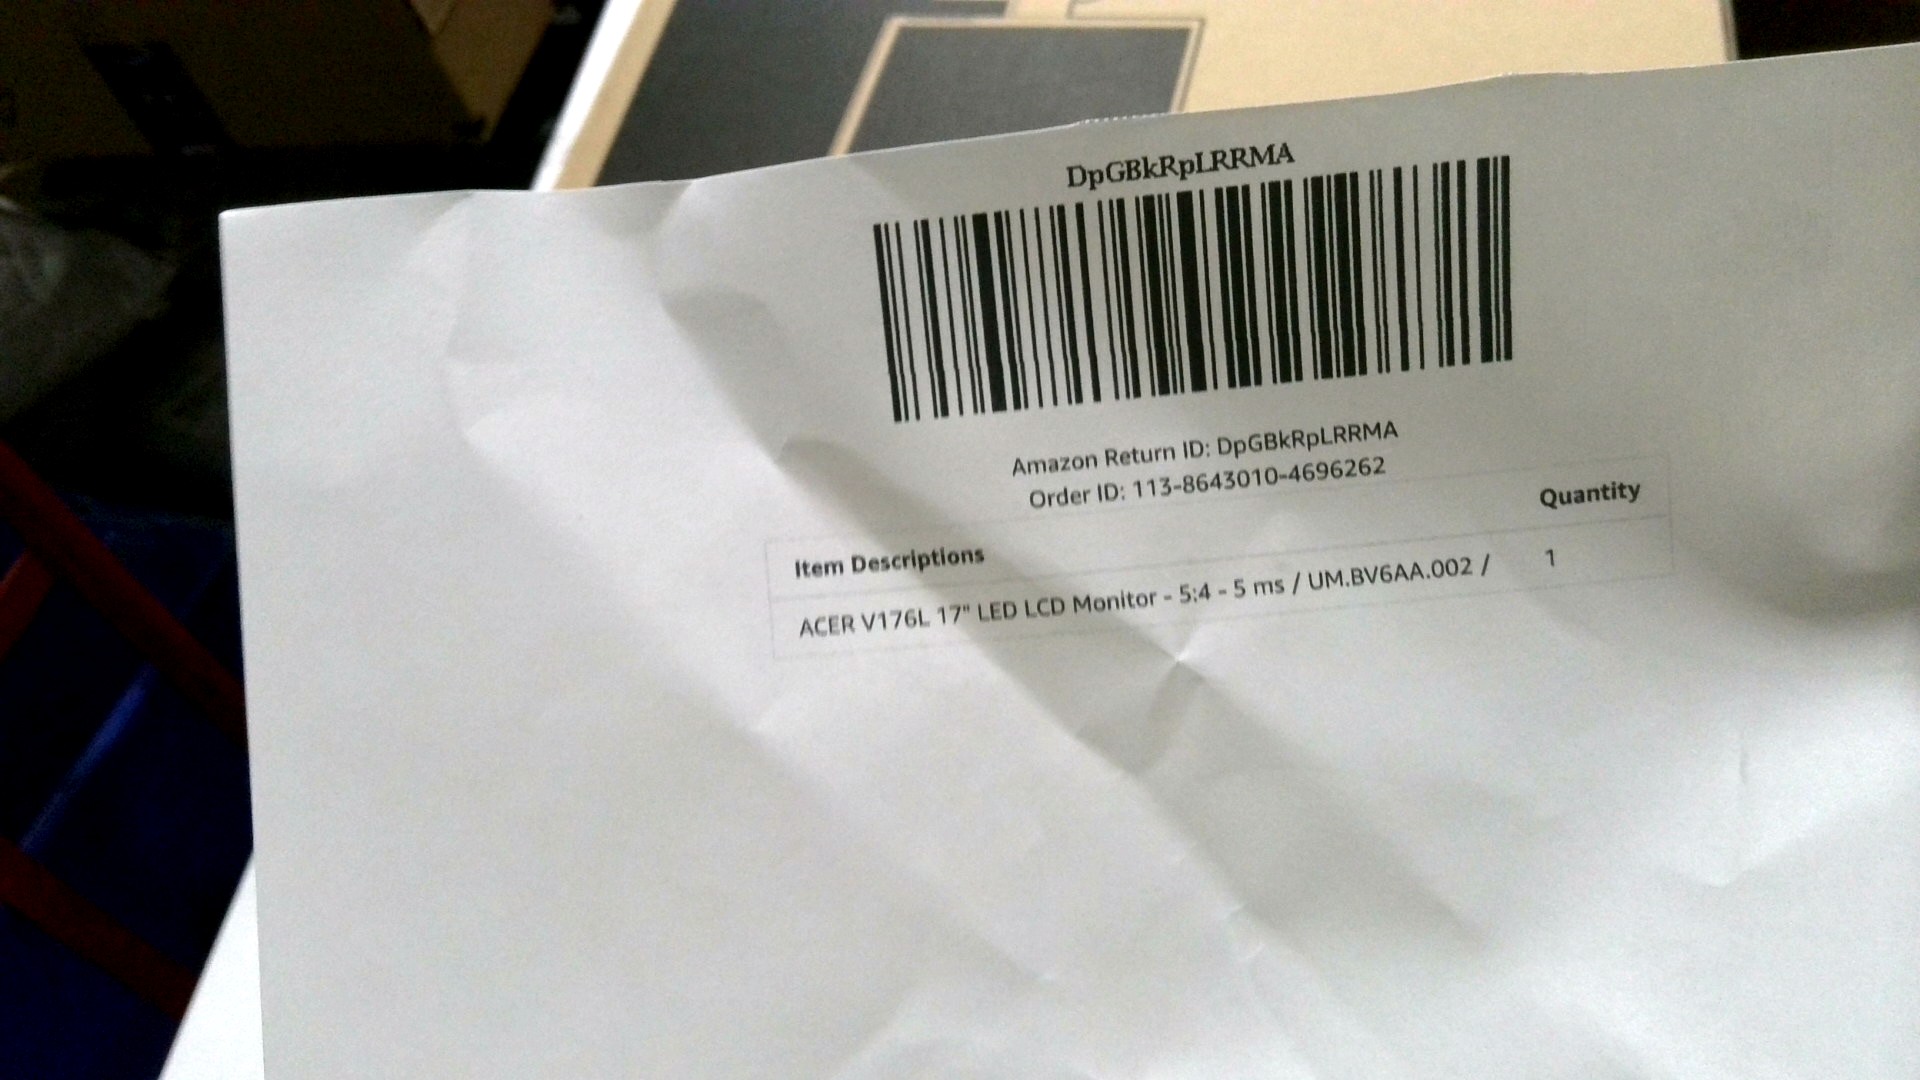 DpGBkRpLRRMA
Amazon Return ID: DpGBkRpLRRMA
Order ID: 113-8643010-4696262
Item Descriptions Quantity
ACER V176L 17" LED LCD Monitor - 5:4 - 5 ms / UM.BV6AA.002 / 1